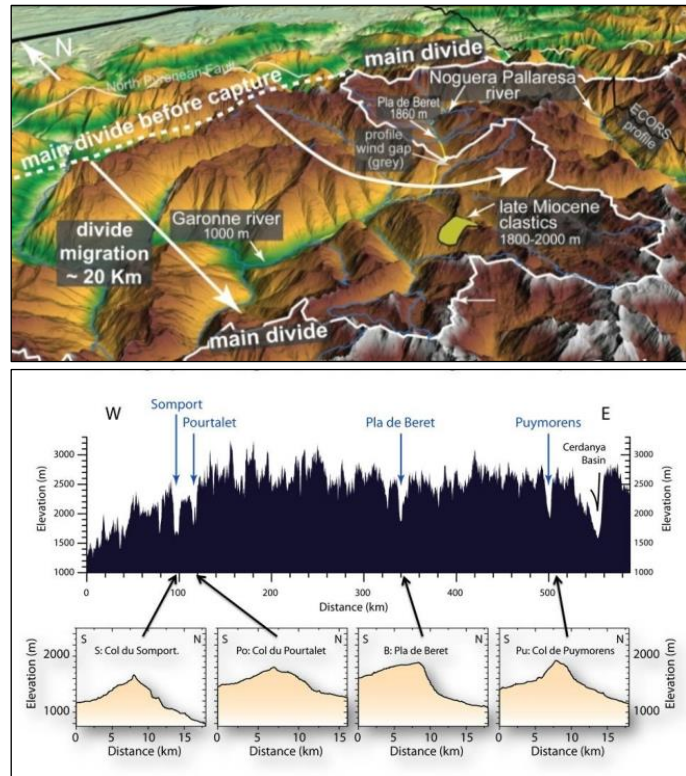 N
main divide
North Pyrenean Fault
main divide before capture
Noguera Pallaresa
river
Pla de Beret
1860 m
profile
wind gap
(grey)
ECORS
profile
Garonne river
1000 m
late Miocene
clastics
1800-2000 m
divide
migration
~ 20 Km
main divide
W
Somport
Pourtalet
Pla de Beret
Puymorens
E
Cerdanya
Basin
Elevation (m)
3000
2500
2000
1500
1000
3000
2500
2000
1500
1000
Elevation (m)
0 100 200 300 400 500
Distance (km)
Elevation (m)
2000
1000
S N
S: Col du Somport.
0 5 10 15
Distance (km)
S N
Po: Col du Pourtalet
0 5 10 15
Distance (km)
S N
B: Pla de Beret
0 5 10 15
Distance (km)
S N
Pu: Col de Puymorens
0 5 10 15
Distance (km)
2000
1000
Elevation (m)